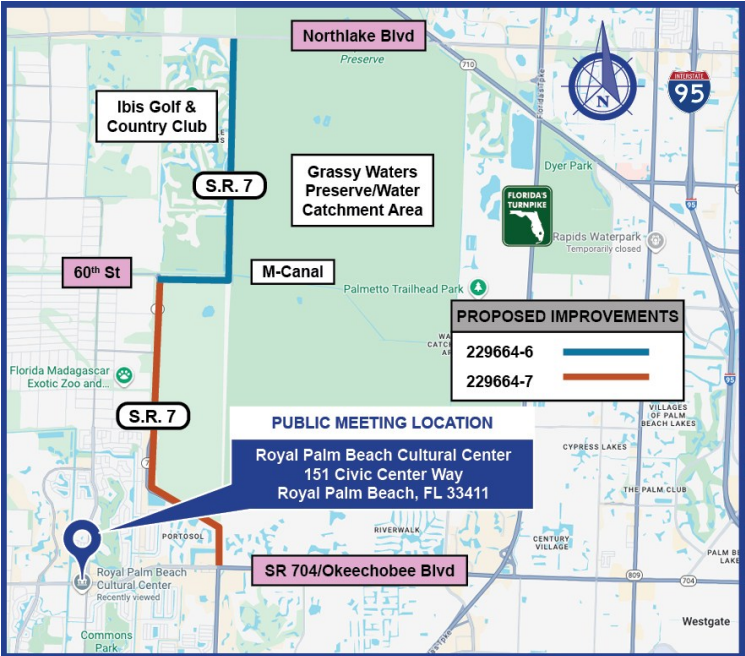 Northlake Blvd
Preserve
710
N
INTERSTATE
95
Ibis Golf &
Country Club
S.R. 7
Grassy Waters
Preserve/Water
Catchment Area
Dyer Park
FLORIDA'S
TURNPIKE
95
Rapids Waterpark
Temporarily closed
60th St
M-Canal
Palmetto Trailhead Park
PROPOSED IMPROVEMENTS
229664-6
229664-7
Florida Madagascar
Exotic Zoo and...
95
S.R. 7
VILLAGES OF
PALM
BEACH LAKES
PUBLIC MEETING LOCATION
Royal Palm Beach Cultural Center
151 Civic Center Way
Royal Palm Beach, FL 33411
CYPRESS LAKES
THE PALM CLUB
PORTOSOL
RIVERWALK
CENTURY
VILLAGE
Royal Palm Beach
Cultural Center
Recently viewed
SR 704/Okeechobee Blvd
PALM B
LAKE
809
704
Westgate
Commons
Park